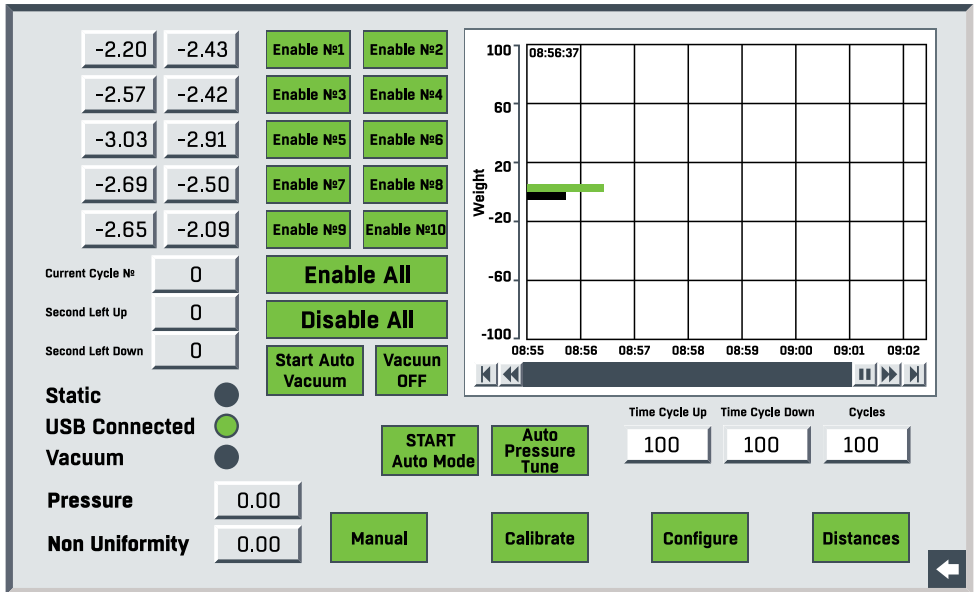 -2.20 -2.43 Enable №1 Enable №2
-2.57 -2.42 Enable №3 Enable №4
-3.03 -2.91 Enable №5 Enable №6
-2.69 -2.50 Enable №7 Enable №8
-2.65 -2.09 Enable №9 Enable №10
Current Cycle № 0
Second Left Up 0
Second Left Down 0
Enable All
Disable All
Start Auto
Vacuum
Vacuun
OFF
Static
USB Connected
Vacuum
Pressure 0.00
Non Uniformity 0.00
08:56:37
Weight
100
60
20
-20
-60
-100
08:55 08:56 08:57 08:58 08:59 09:00 09:01 09:02
START
Auto Mode
Auto
Pressure
Tune
Time Cycle Up Time Cycle Down Cycles
100 100 100
Manual Calibrate Configure Distances